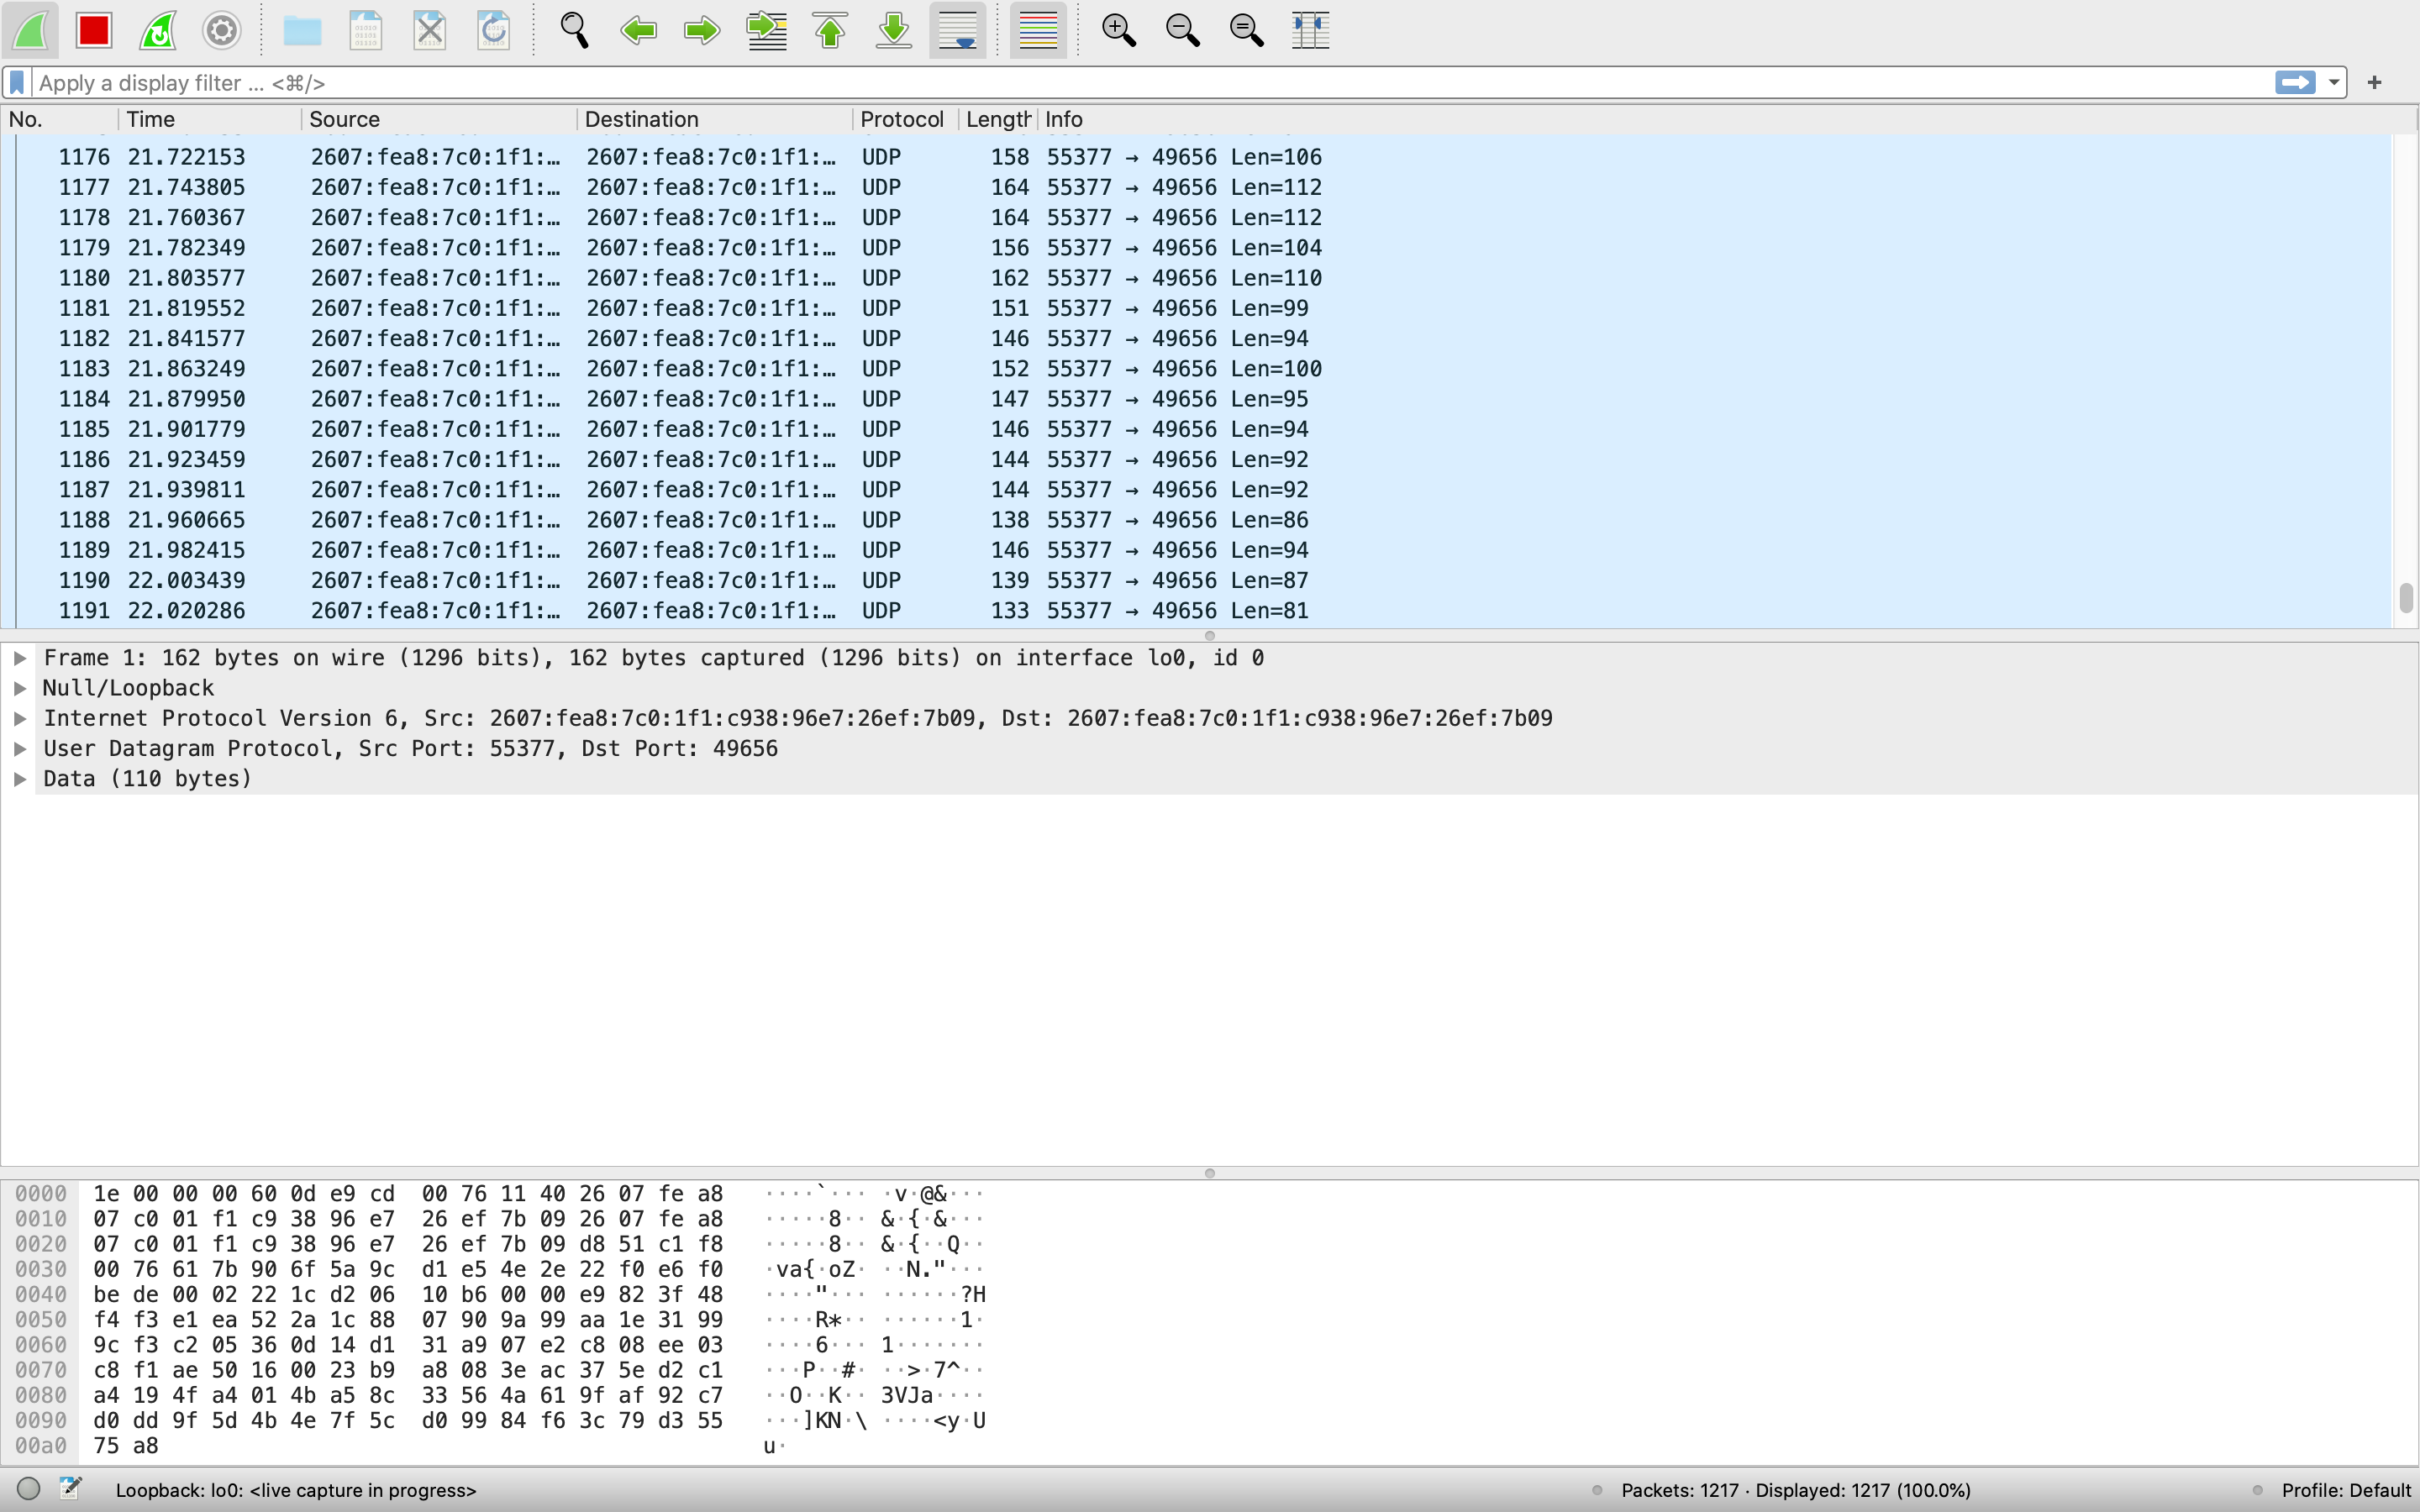 Apply a display filter ... <⌘/>
+
No. Time Source Destination Protocol Length Info
1176 21.722153 2607:fea8:7c0:1f1:… 2607:fea8:7c0:1f1:… UDP 158 55377 → 49656 Len=106
1177 21.743805 2607:fea8:7c0:1f1:… 2607:fea8:7c0:1f1:… UDP 164 55377 → 49656 Len=112
1178 21.760367 2607:fea8:7c0:1f1:… 2607:fea8:7c0:1f1:… UDP 164 55377 → 49656 Len=112
1179 21.782349 2607:fea8:7c0:1f1:… 2607:fea8:7c0:1f1:… UDP 156 55377 → 49656 Len=104
1180 21.803577 2607:fea8:7c0:1f1:… 2607:fea8:7c0:1f1:… UDP 162 55377 → 49656 Len=110
1181 21.819552 2607:fea8:7c0:1f1:… 2607:fea8:7c0:1f1:… UDP 151 55377 → 49656 Len=99
1182 21.841577 2607:fea8:7c0:1f1:… 2607:fea8:7c0:1f1:… UDP 146 55377 → 49656 Len=94
1183 21.863249 2607:fea8:7c0:1f1:… 2607:fea8:7c0:1f1:… UDP 152 55377 → 49656 Len=100
1184 21.879950 2607:fea8:7c0:1f1:… 2607:fea8:7c0:1f1:… UDP 147 55377 → 49656 Len=95
1185 21.901779 2607:fea8:7c0:1f1:… 2607:fea8:7c0:1f1:… UDP 146 55377 → 49656 Len=94
1186 21.923459 2607:fea8:7c0:1f1:… 2607:fea8:7c0:1f1:… UDP 144 55377 → 49656 Len=92
1187 21.939811 2607:fea8:7c0:1f1:… 2607:fea8:7c0:1f1:… UDP 144 55377 → 49656 Len=92
1188 21.960665 2607:fea8:7c0:1f1:… 2607:fea8:7c0:1f1:… UDP 138 55377 → 49656 Len=86
1189 21.982415 2607:fea8:7c0:1f1:… 2607:fea8:7c0:1f1:… UDP 146 55377 → 49656 Len=94
1190 22.003439 2607:fea8:7c0:1f1:… 2607:fea8:7c0:1f1:… UDP 139 55377 → 49656 Len=87
1191 22.020286 2607:fea8:7c0:1f1:… 2607:fea8:7c0:1f1:… UDP 133 55377 → 49656 Len=81
Frame 1: 162 bytes on wire (1296 bits), 162 bytes captured (1296 bits) on interface lo0, id 0
Null/Loopback
Internet Protocol Version 6, Src: 2607:fea8:7c0:1f1:c938:96e7:26ef:7b09, Dst: 2607:fea8:7c0:1f1:c938:96e7:26ef:7b09
User Datagram Protocol, Src Port: 55377, Dst Port: 49656
Data (110 bytes)
0000 1e 00 00 00 60 0d e9 cd 00 76 11 40 26 07 fe a8 ····`··· ·v·@&···
0010 07 c0 01 f1 c9 38 96 e7 26 ef 7b 09 26 07 fe a8 ·····8·· &·{·&···
0020 07 c0 01 f1 c9 38 96 e7 26 ef 7b 09 d8 51 c1 f8 ·····8·· &·{··Q··
0030 00 76 61 7b 90 6f 5a 9c d1 e5 4e 2e 22 f0 e6 f0 ·va{·oZ· ··N."···
0040 be de 00 02 22 1c d2 06 10 b6 00 00 e9 82 3f 48 ····"··· ······?H
0050 f4 f3 e1 ea 52 2a 1c 88 07 90 9a 99 aa 1e 31 99 ····R*·· ······1·
0060 9c f3 c2 05 36 0d 14 d1 31 a9 07 e2 c8 08 ee 03 ····6··· 1·······
0070 c8 f1 ae 50 16 00 23 b9 a8 08 3e ac 37 5e d2 c1 ···P··#· ··>·7^··
0080 a4 19 4f a4 01 4b a5 8c 33 56 4a 61 9f af 92 c7 ··O··K·· 3VJa····
0090 d0 dd 9f 5d 4b 4e 7f 5c d0 99 84 f6 3c 79 d3 55 ···]KN·\ ····<y·U
00a0 75 a8 u·
Loopback: lo0: <live capture in progress> Packets: 1217 · Displayed: 1217 (100.0%) Profile: Default